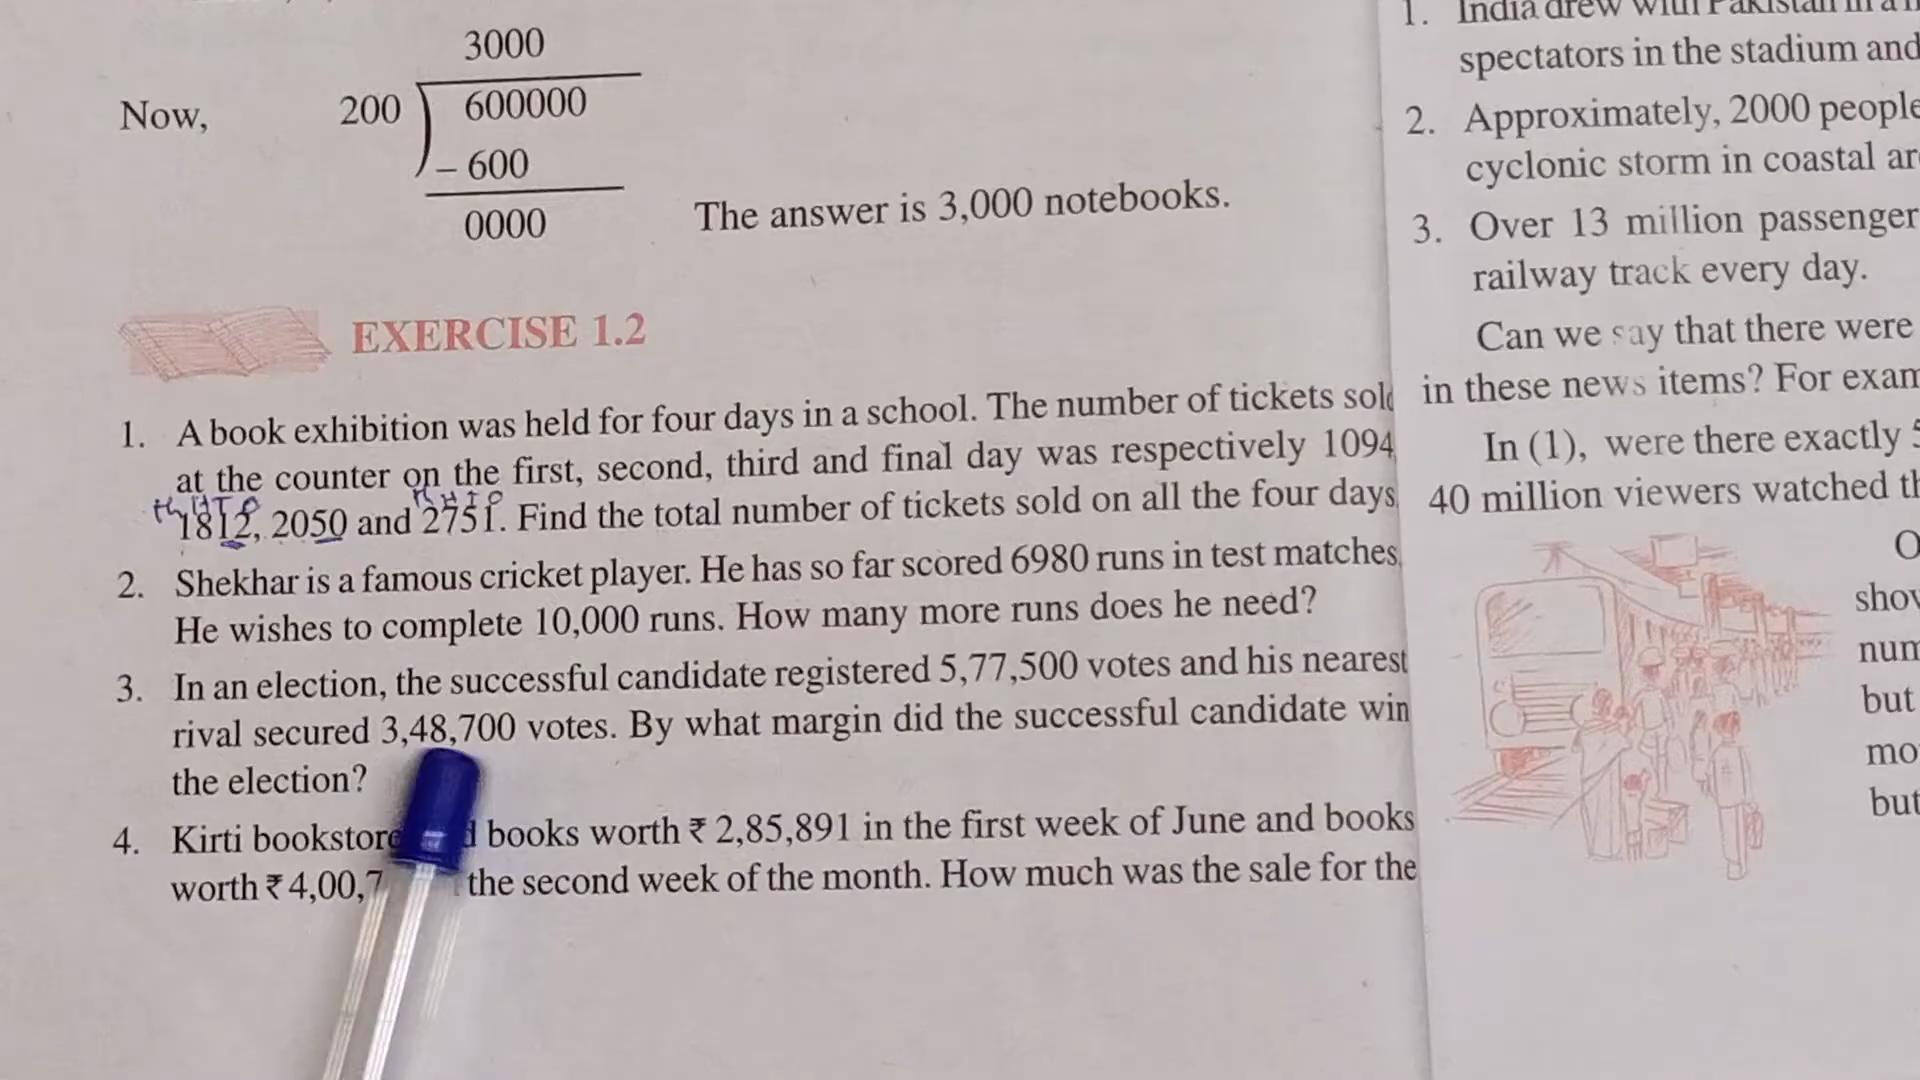 3000
Now, 200 600000
– 600
0000 The answer is 3,000 notebooks.
EXERCISE 1.2
1. A book exhibition was held for four days in a school. The number of tickets sold
at the counter on the first, second, third and final day was respectively 1094
Th H T O Th H T O
1812, 2050 and 2751. Find the total number of tickets sold on all the four days
2. Shekhar is a famous cricket player. He has so far scored 6980 runs in test matches.
He wishes to complete 10,000 runs. How many more runs does he need?
3. In an election, the successful candidate registered 5,77,500 votes and his nearest
rival secured 3,48,700 votes. By what margin did the successful candidate win
the election?
4. Kirti bookstore books worth ₹ 2,85,891 in the first week of June and books
worth ₹ 4,00,7 the second week of the month. How much was the sale for the
1. India drew with Pakistan in a
spectators in the stadium and
2. Approximately, 2000 people
cyclonic storm in coastal
3. Over 13 million passenger
railway track every day.
Can we say that there were
in these news items? For
In (1), were there exactly
40 million viewers watched
but
but